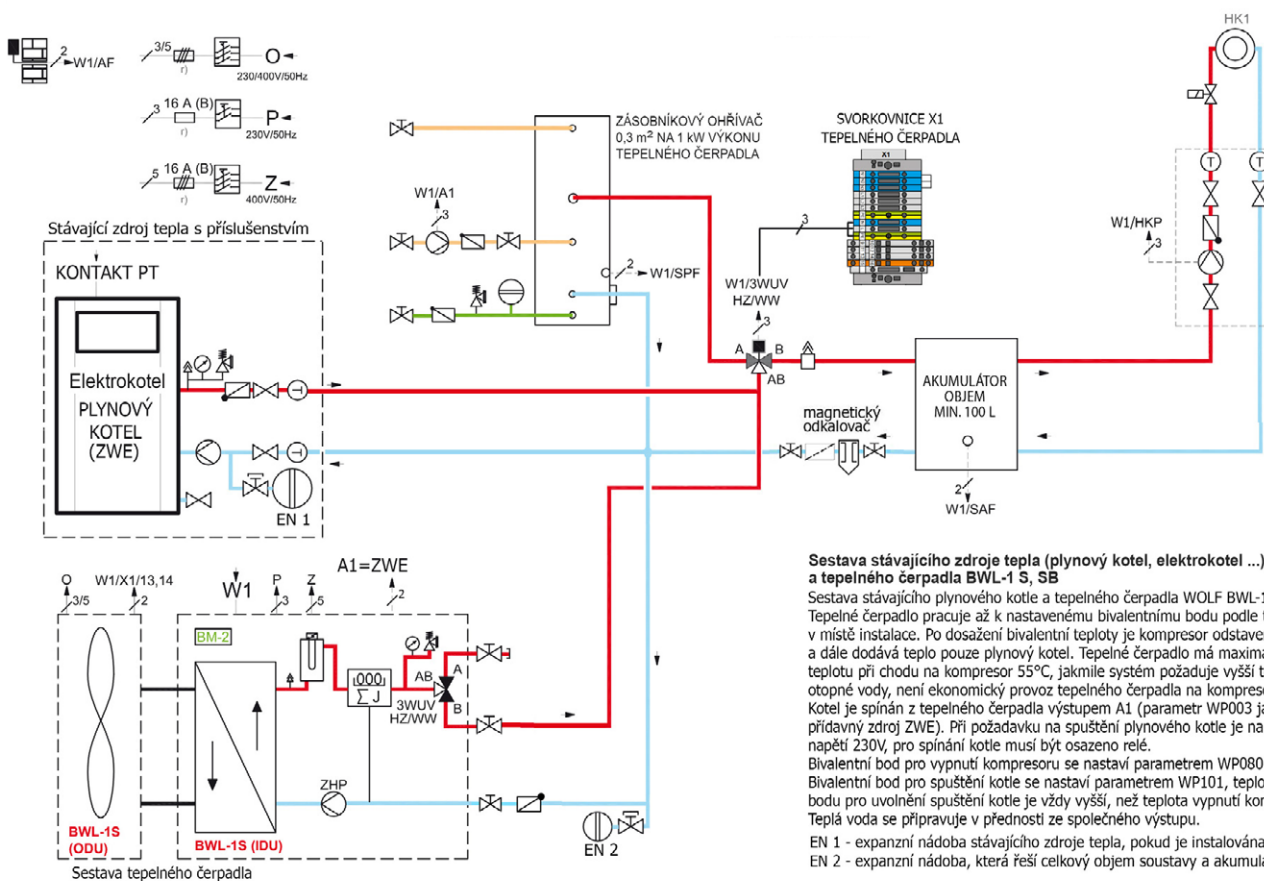 HK1
2
W1/AF
3/5
r)
O
230/400V/50Hz
3
16 A (B)
r)
P
230V/50Hz
5
16 A (B)
r)
Z
400V/50Hz
ZÁSOBNÍKOVÝ OHŘÍVAČ
0,3 m² NA 1 kW VÝKONU
TEPELNÉHO ČERPADLA
SVORKOVNICE X1
TEPELNÉHO ČERPADLA
X1
W1/A1
3
3
T
T
W1/HKP
3
Stávající zdroj tepla s příslušenstvím
KONTAKT PT
C
2
W1/SPF
W1/3WUV
HZ/WW
3
A
B
AB
Elektrokotel
PLYNOVÝ
KOTEL
(ZWE)
T
T
EN 1
AKUMULÁTOR
OBJEM
MIN. 100 L
magnetický
odkalovač
2
W1/SAF
O
3/5
W1/X1/13,14
2
W1
P
3
Z
5
A1=ZWE
2
BM-2
000
Σ J
AB
A
B
3WUV
HZ/WW
ZHP
BWL-1S
(ODU)
BWL-1S (IDU)
EN 2
Sestava tepelného čerpadla
Sestava stávajícího zdroje tepla (plynový kotel, elektrokotel ...)
a tepelného čerpadla BWL-1 S, SB
Sestava stávajícího plynového kotle a tepelného čerpadla WOLF BWL-1
Tepelné čerpadlo pracuje až k nastavenému bivalentnímu bodu podle t
v místě instalace. Po dosažení bivalentní teploty je kompresor odstave
a dále dodává teplo pouze plynový kotel. Tepelné čerpadlo má maxima
teplotu při chodu na kompresor 55°C, jakmile systém požaduje vyšší t
otopné vody, není ekonomický provoz tepelného čerpadla na kompreso
Kotel je spínán z tepelného čerpadla výstupem A1 (parametr WP003 ja
přídavný zdroj ZWE). Při požadavku na spuštění plynového kotle je na
napětí 230V, pro spínání kotle musí být osazeno relé.
Bivalentní bod pro vypnutí kompresoru se nastaví parametrem WP080
Bivalentní bod pro spuštění kotle se nastaví parametrem WP101, teplo
bodu pro uvolnění spuštění kotle je vždy vyšší, než teplota vypnutí kon
Teplá voda se připravuje v přednosti ze společného výstupu.
EN 1 - expanzní nádoba stávajícího zdroje tepla, pokud je instalována
EN 2 - expanzní nádoba, která řeší celkový objem soustavy a akumula